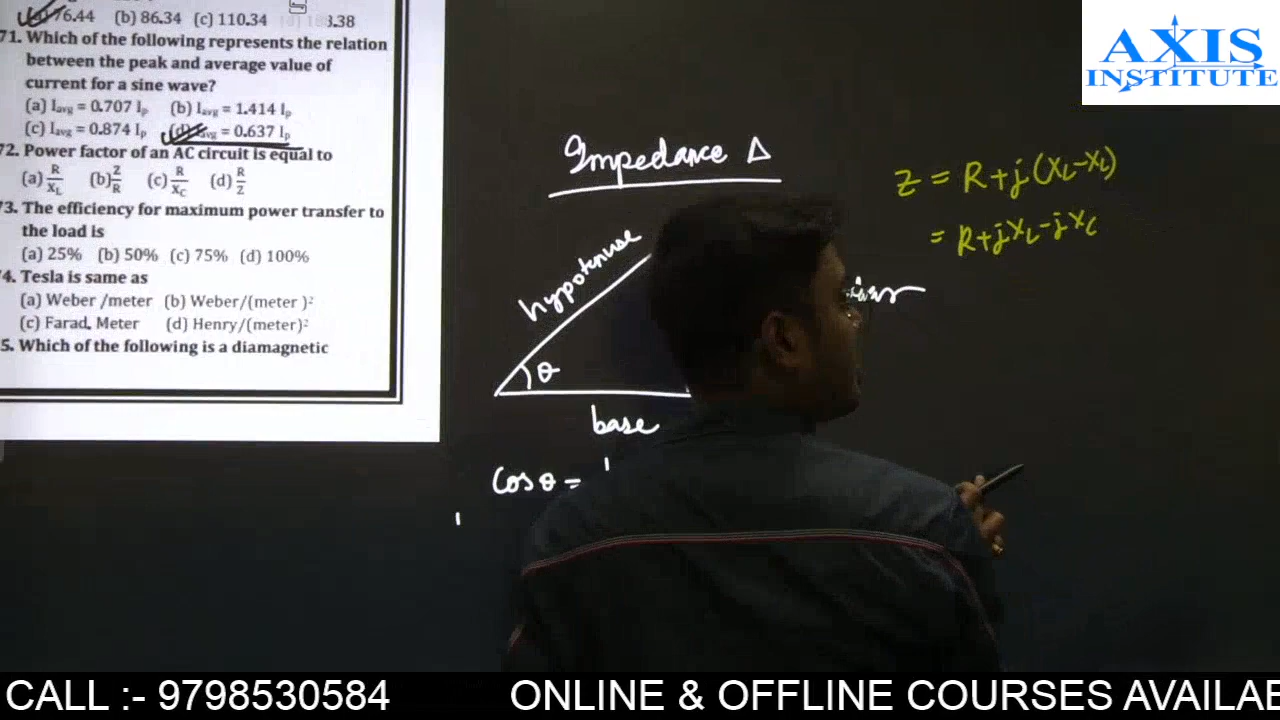 76.44 (b) 86.34 (c) 110.34
71. Which of the following represents the relation
between the peak and average value of
current for a sine wave?
(a) Iavg = 0.707 Ip (b) Iavg = 1.414 Ip
(c) Iavg = 0.874 Ip (d) Iavg = 0.637 Ip
72. Power factor of an AC circuit is equal to
(a) R/XL (b) Z/R (c) R/XC (d) R/Z
73. The efficiency for maximum power transfer to
the load is
(a) 25% (b) 50% (c) 75% (d) 100%
4. Tesla is same as
(a) Weber /meter (b) Weber/(meter )²
(c) Farad, Meter (d) Henry/(meter)²
5. Which of the following is a diamagnetic
Impedance Δ
hypotenuse
θ
base
Cos θ =
Z = R+j(XL-XL)
= R+jXL-jXC
AXIS
INSTITUTE
CALL :- 9798530584 ONLINE & OFFLINE COURSES AVAILAE